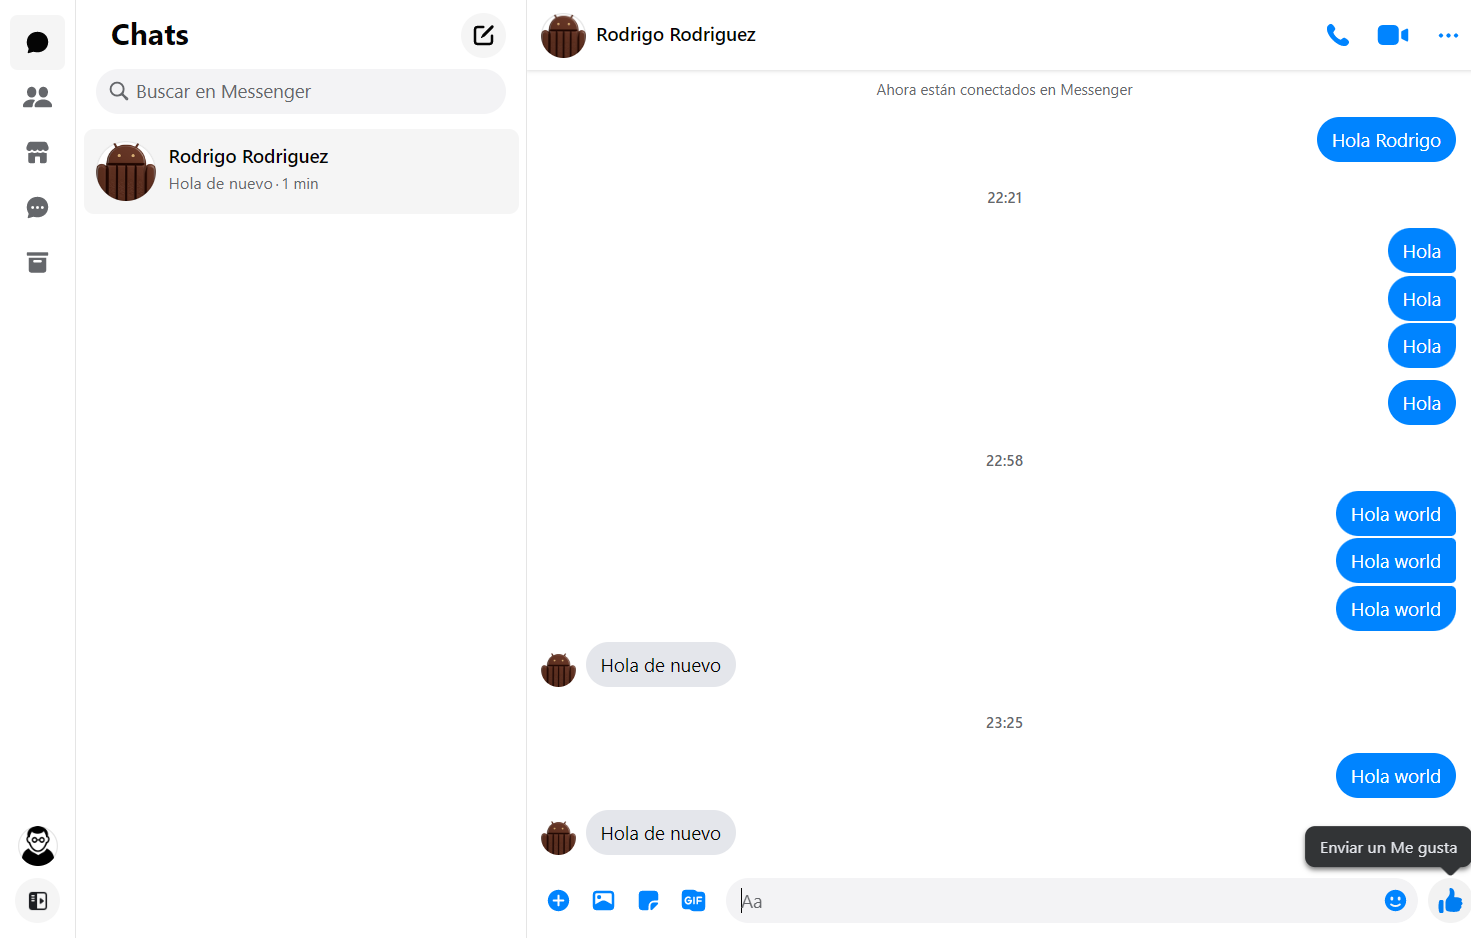 Chats
Buscar en Messenger
Rodrigo Rodriguez
Hola de nuevo · 1 min
Rodrigo Rodriguez
Ahora están conectados en Messenger
Hola Rodrigo
22:21
Hola
Hola
Hola
Hola
22:58
Hola world
Hola world
Hola world
Hola de nuevo
23:25
Hola world
Hola de nuevo
Enviar un Me gusta
GIF
Aa